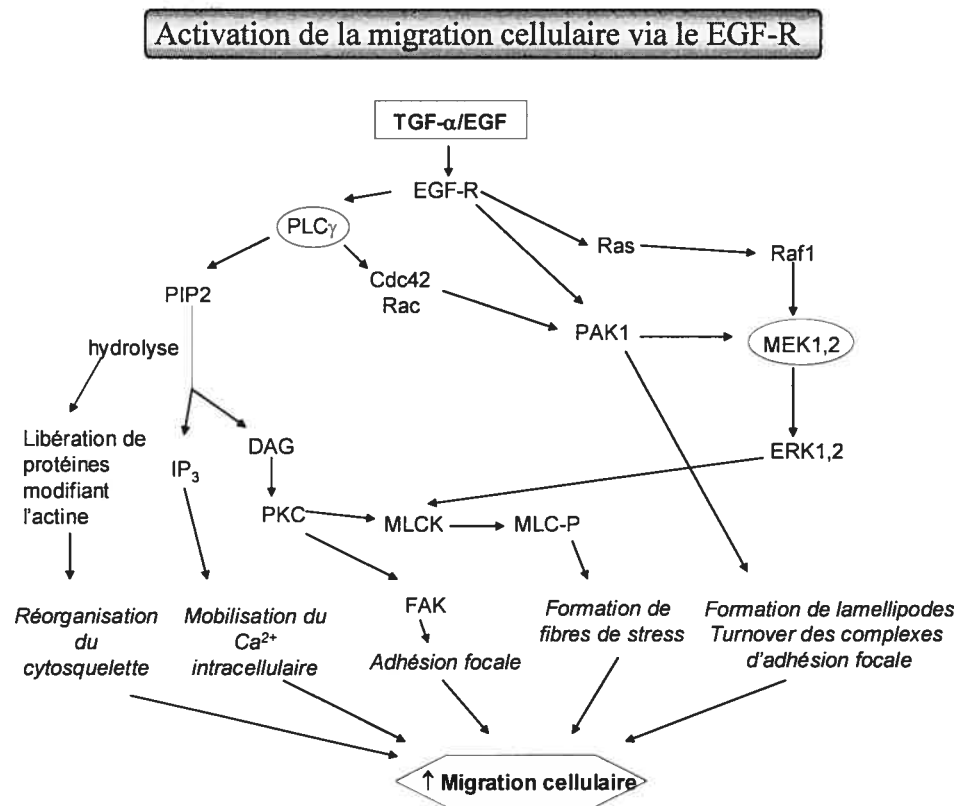 Activation de la migration cellulaire via le EGF-R
TGF-α/EGF
EGF-R
PLCγ
Ras
Raf1
Cdc42
Rac
PIP2
PAK1
MEK1,2
hydrolyse
Libération de
protéines
modifiant
l'actine
DAG
IP₃
ERK1,2
PKC
MLCK
MLC-P
Réorganisation
du
cytosquelette
Mobilisation du
Ca²⁺
intracellulaire
FAK
Adhésion focale
Formation de
fibres de stress
Formation de lamellipodes
Turnover des complexes
d'adhésion focale
↑ Migration cellulaire